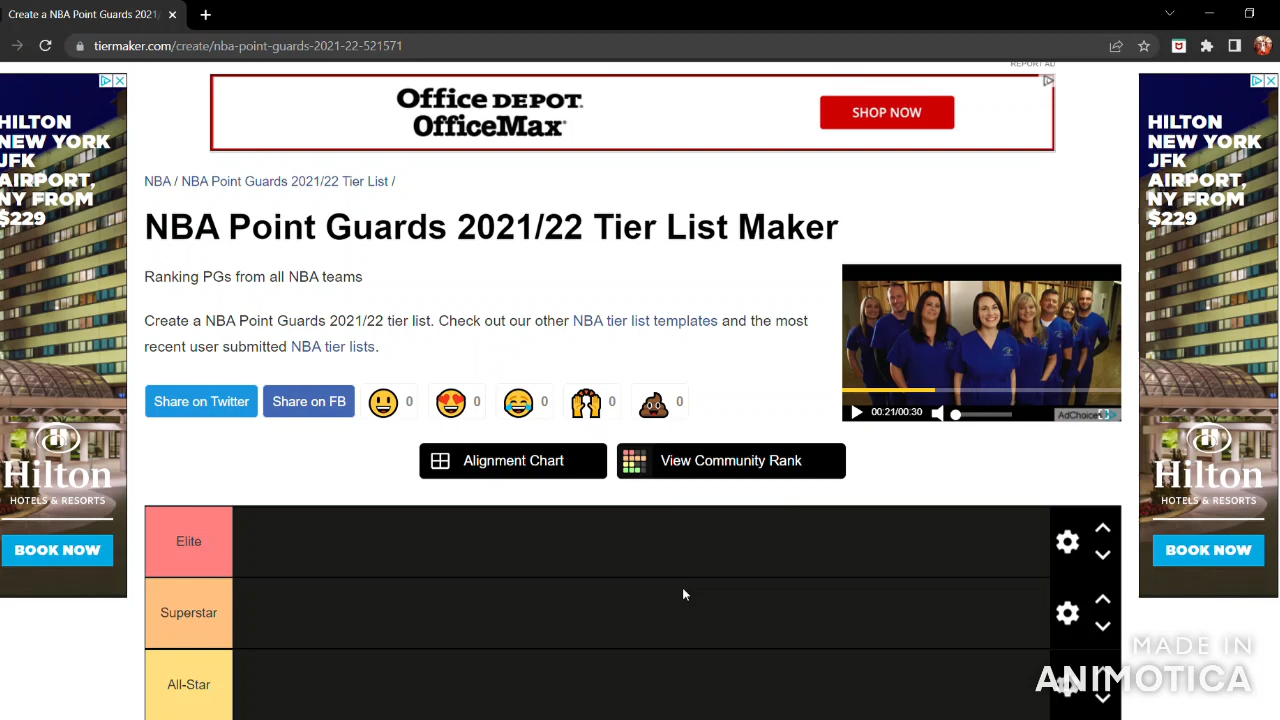 Create a NBA Point Guards 2021/
tiermaker.com/create/nba-point-guards-2021-22-521571
REPORT AD
Office DEPOT
OfficeMax
SHOP NOW
HILTON
NEW YORK
JFK
AIRPORT,
NY FROM
$229
Hilton
HOTELS & RESORTS
BOOK NOW
NBA / NBA Point Guards 2021/22 Tier List /
NBA Point Guards 2021/22 Tier List Maker
Ranking PGs from all NBA teams
Create a NBA Point Guards 2021/22 tier list. Check out our other NBA tier list templates and the most
recent user submitted NBA tier lists.
Share on Twitter Share on FB 0 0 0 0 0
00:21/00:30 AdChoices
Alignment Chart View Community Rank
Elite
Superstar
All-Star
HILTON
NEW YORK
JFK
AIRPORT,
NY FROM
$229
Hilton
HOTELS & RESORTS
BOOK NOW
MADE IN
ANIMOTICA